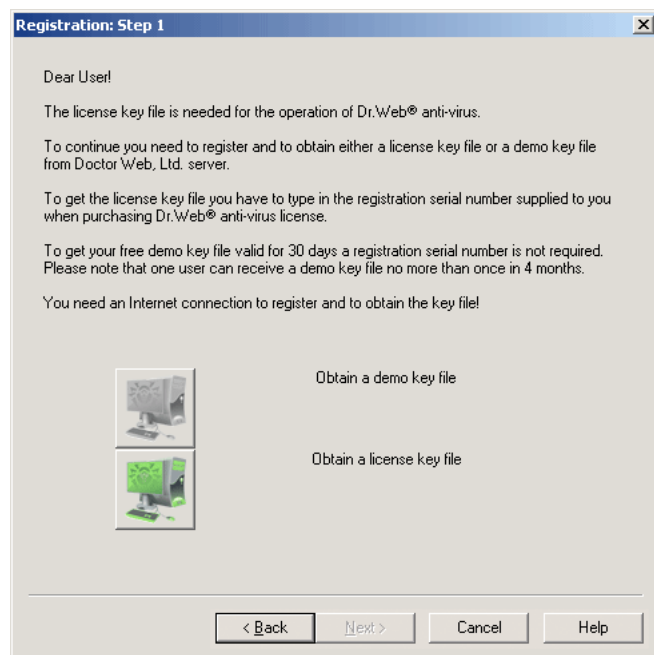 Registration: Step 1
Dear User!
The license key file is needed for the operation of Dr.Web® anti-virus.
To continue you need to register and to obtain either a license key file or a demo key file
from Doctor Web, Ltd. server.
To get the license key file you have to type in the registration serial number supplied to you
when purchasing Dr.Web® anti-virus license.
To get your free demo key file valid for 30 days a registration serial number is not required.
Please note that one user can receive a demo key file no more than once in 4 months.
You need an Internet connection to register and to obtain the key file!
Obtain a demo key file
Obtain a license key file
< Back
Next >
Cancel
Help